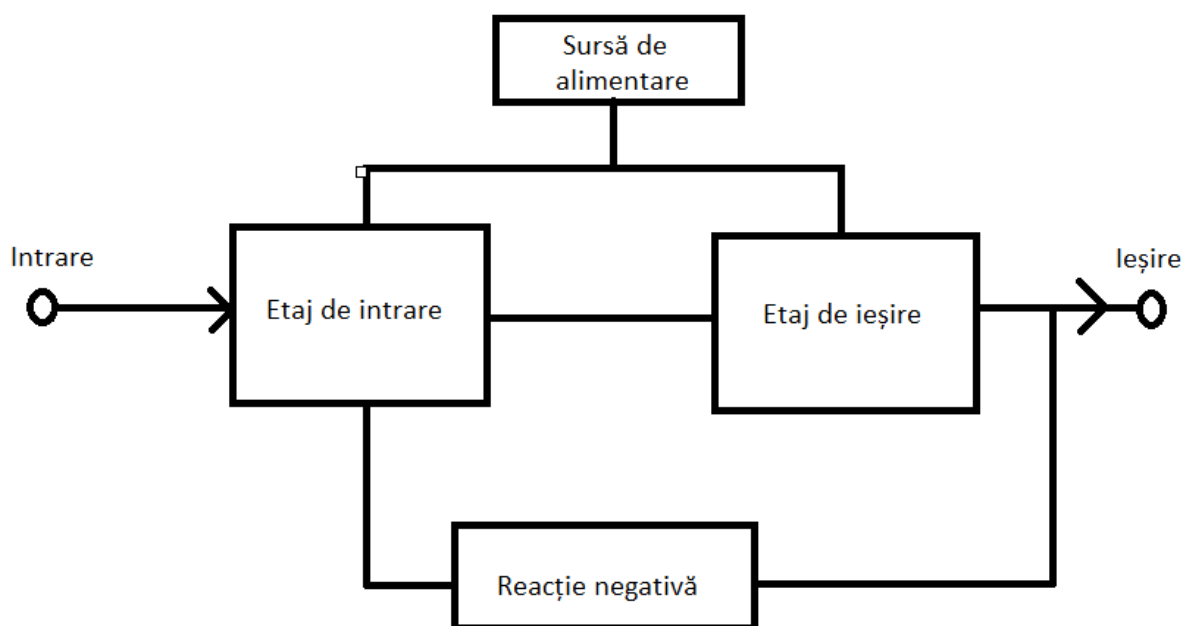 Sursă de
alimentare
Intrare
Ieșire
Etaj de intrare
Etaj de ieșire
Reacție negativă